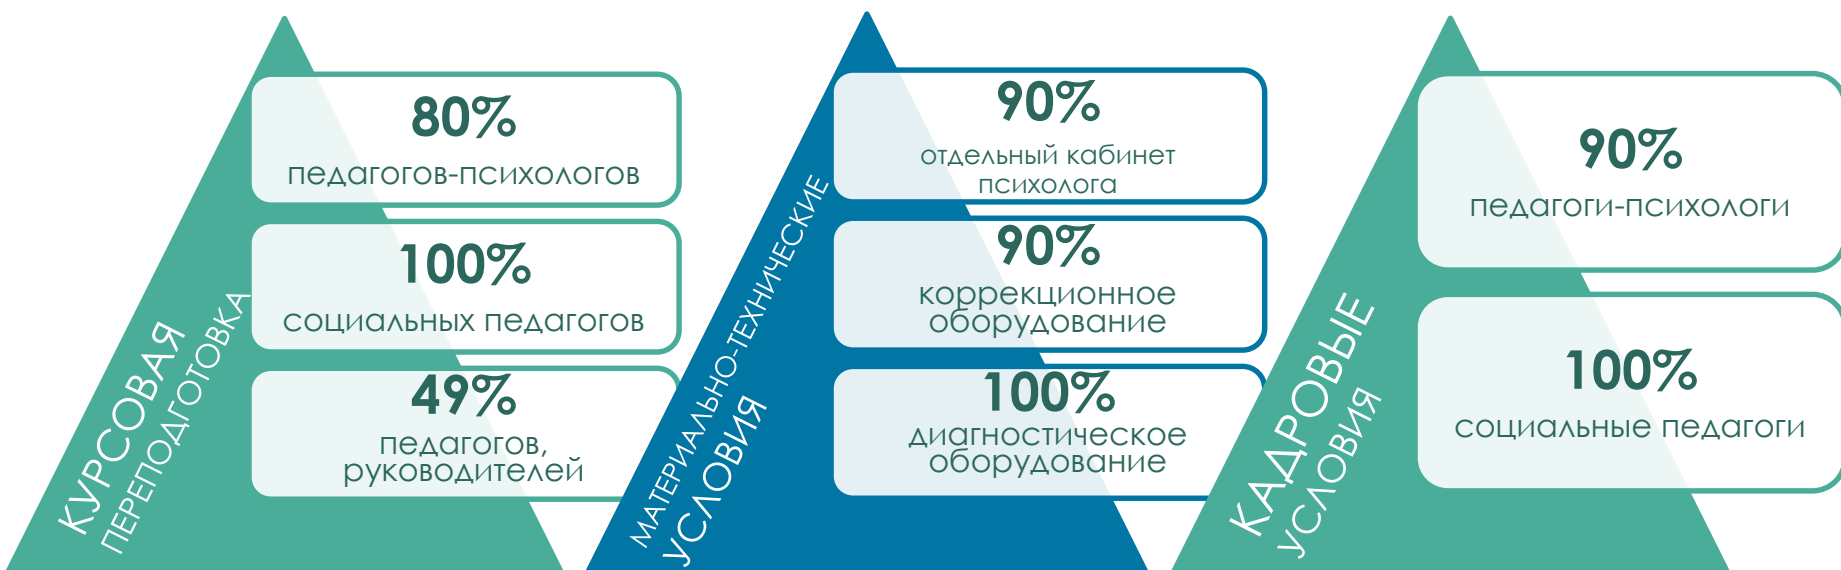 КУРСОВАЯ
ПЕРЕПОДГОТОВКА
80%
педагогов-психологов
100%
социальных педагогов
49%
педагогов,
руководителей
МАТЕРИАЛЬНО-ТЕХНИЧЕСКИЕ
УСЛОВИЯ
90%
отдельный кабинет
психолога
90%
коррекционное
оборудование
100%
диагностическое
оборудование
КАДРОВЫЕ
УСЛОВИЯ
90%
педагоги-психологи
100%
социальные педагоги